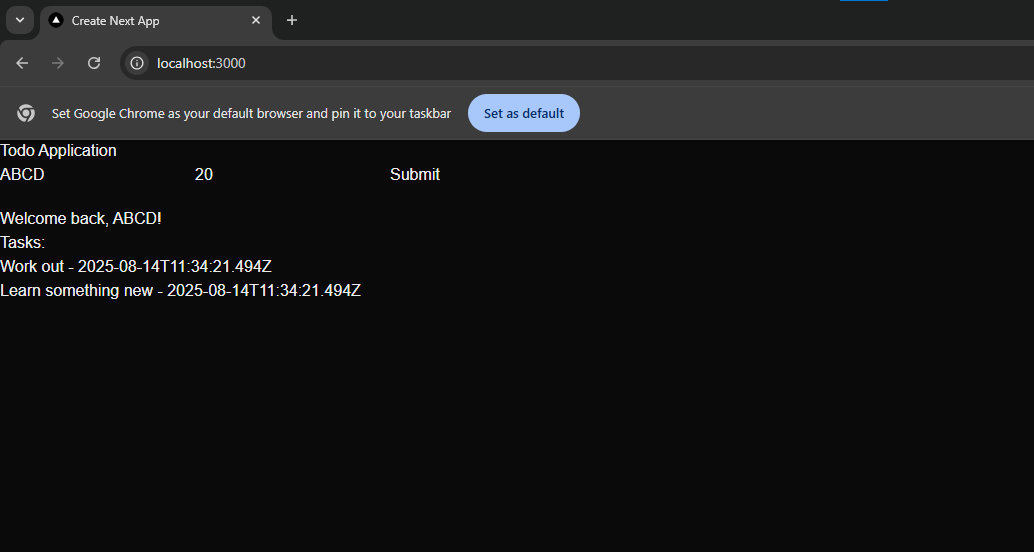 Create Next App
localhost:3000
Set Google Chrome as your default browser and pin it to your taskbar Set as default
Todo Application
ABCD 20 Submit
Welcome back, ABCD!
Tasks:
Work out - 2025-08-14T11:34:21.494Z
Learn something new - 2025-08-14T11:34:21.494Z